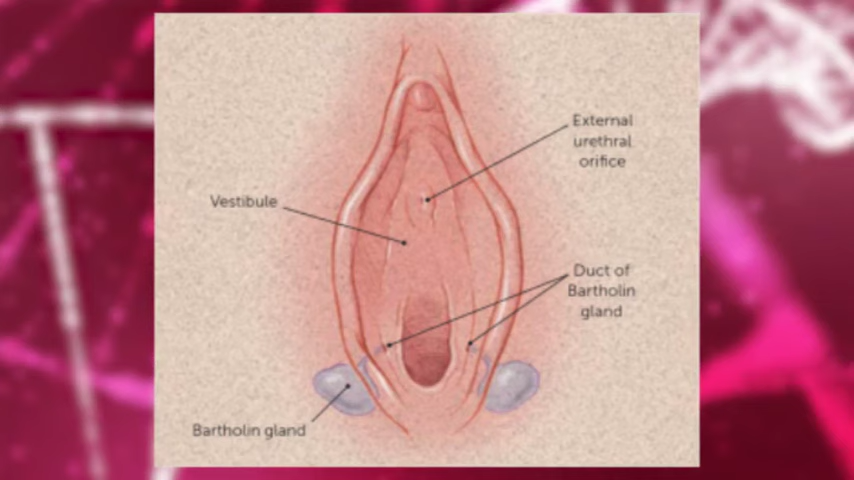 External
urethral
orifice
Vestibule
Duct of
Bartholin
gland
Bartholin gland